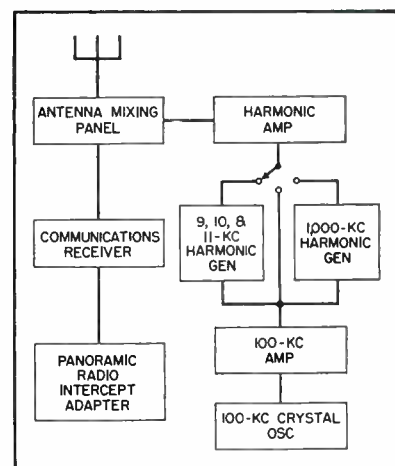 ANTENNA MIXING
PANEL
HARMONIC
AMP
COMMUNICATIONS
RECEIVER
9, 10, &
11-KC
HARMONIC
GEN
1,000-KC
HARMONIC
GEN
PANORAMIC
RADIO
INTERCEPT
ADAPTER
100-KC
AMP
100-KC CRYSTAL
OSC